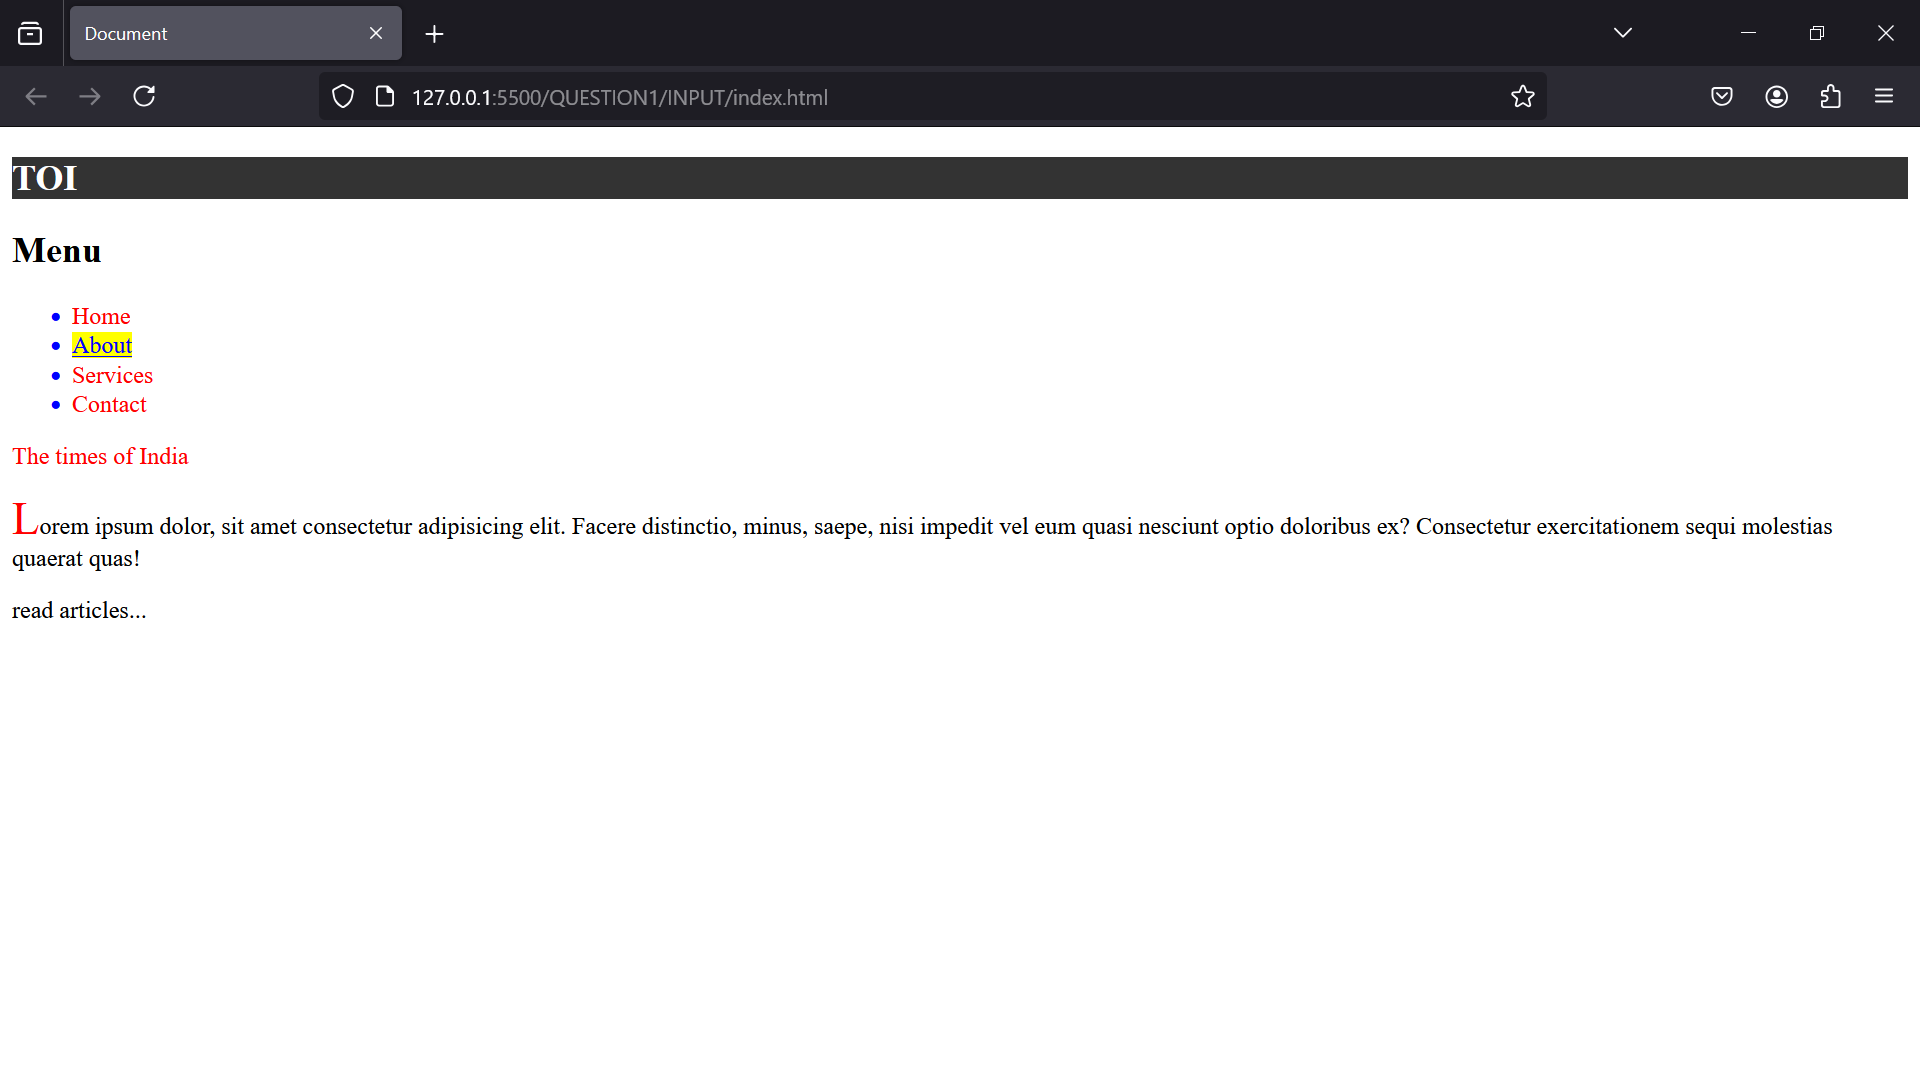 Document
127.0.0.1:5500/QUESTION1/INPUT/index.html
TOI
Menu
Home
About
Services
Contact
The times of India
Lorem ipsum dolor, sit amet consectetur adipisicing elit. Facere distinctio, minus, saepe, nisi impedit vel eum quasi nesciunt optio doloribus ex? Consectetur exercitationem sequi molestias
quaerat quas!
read articles...